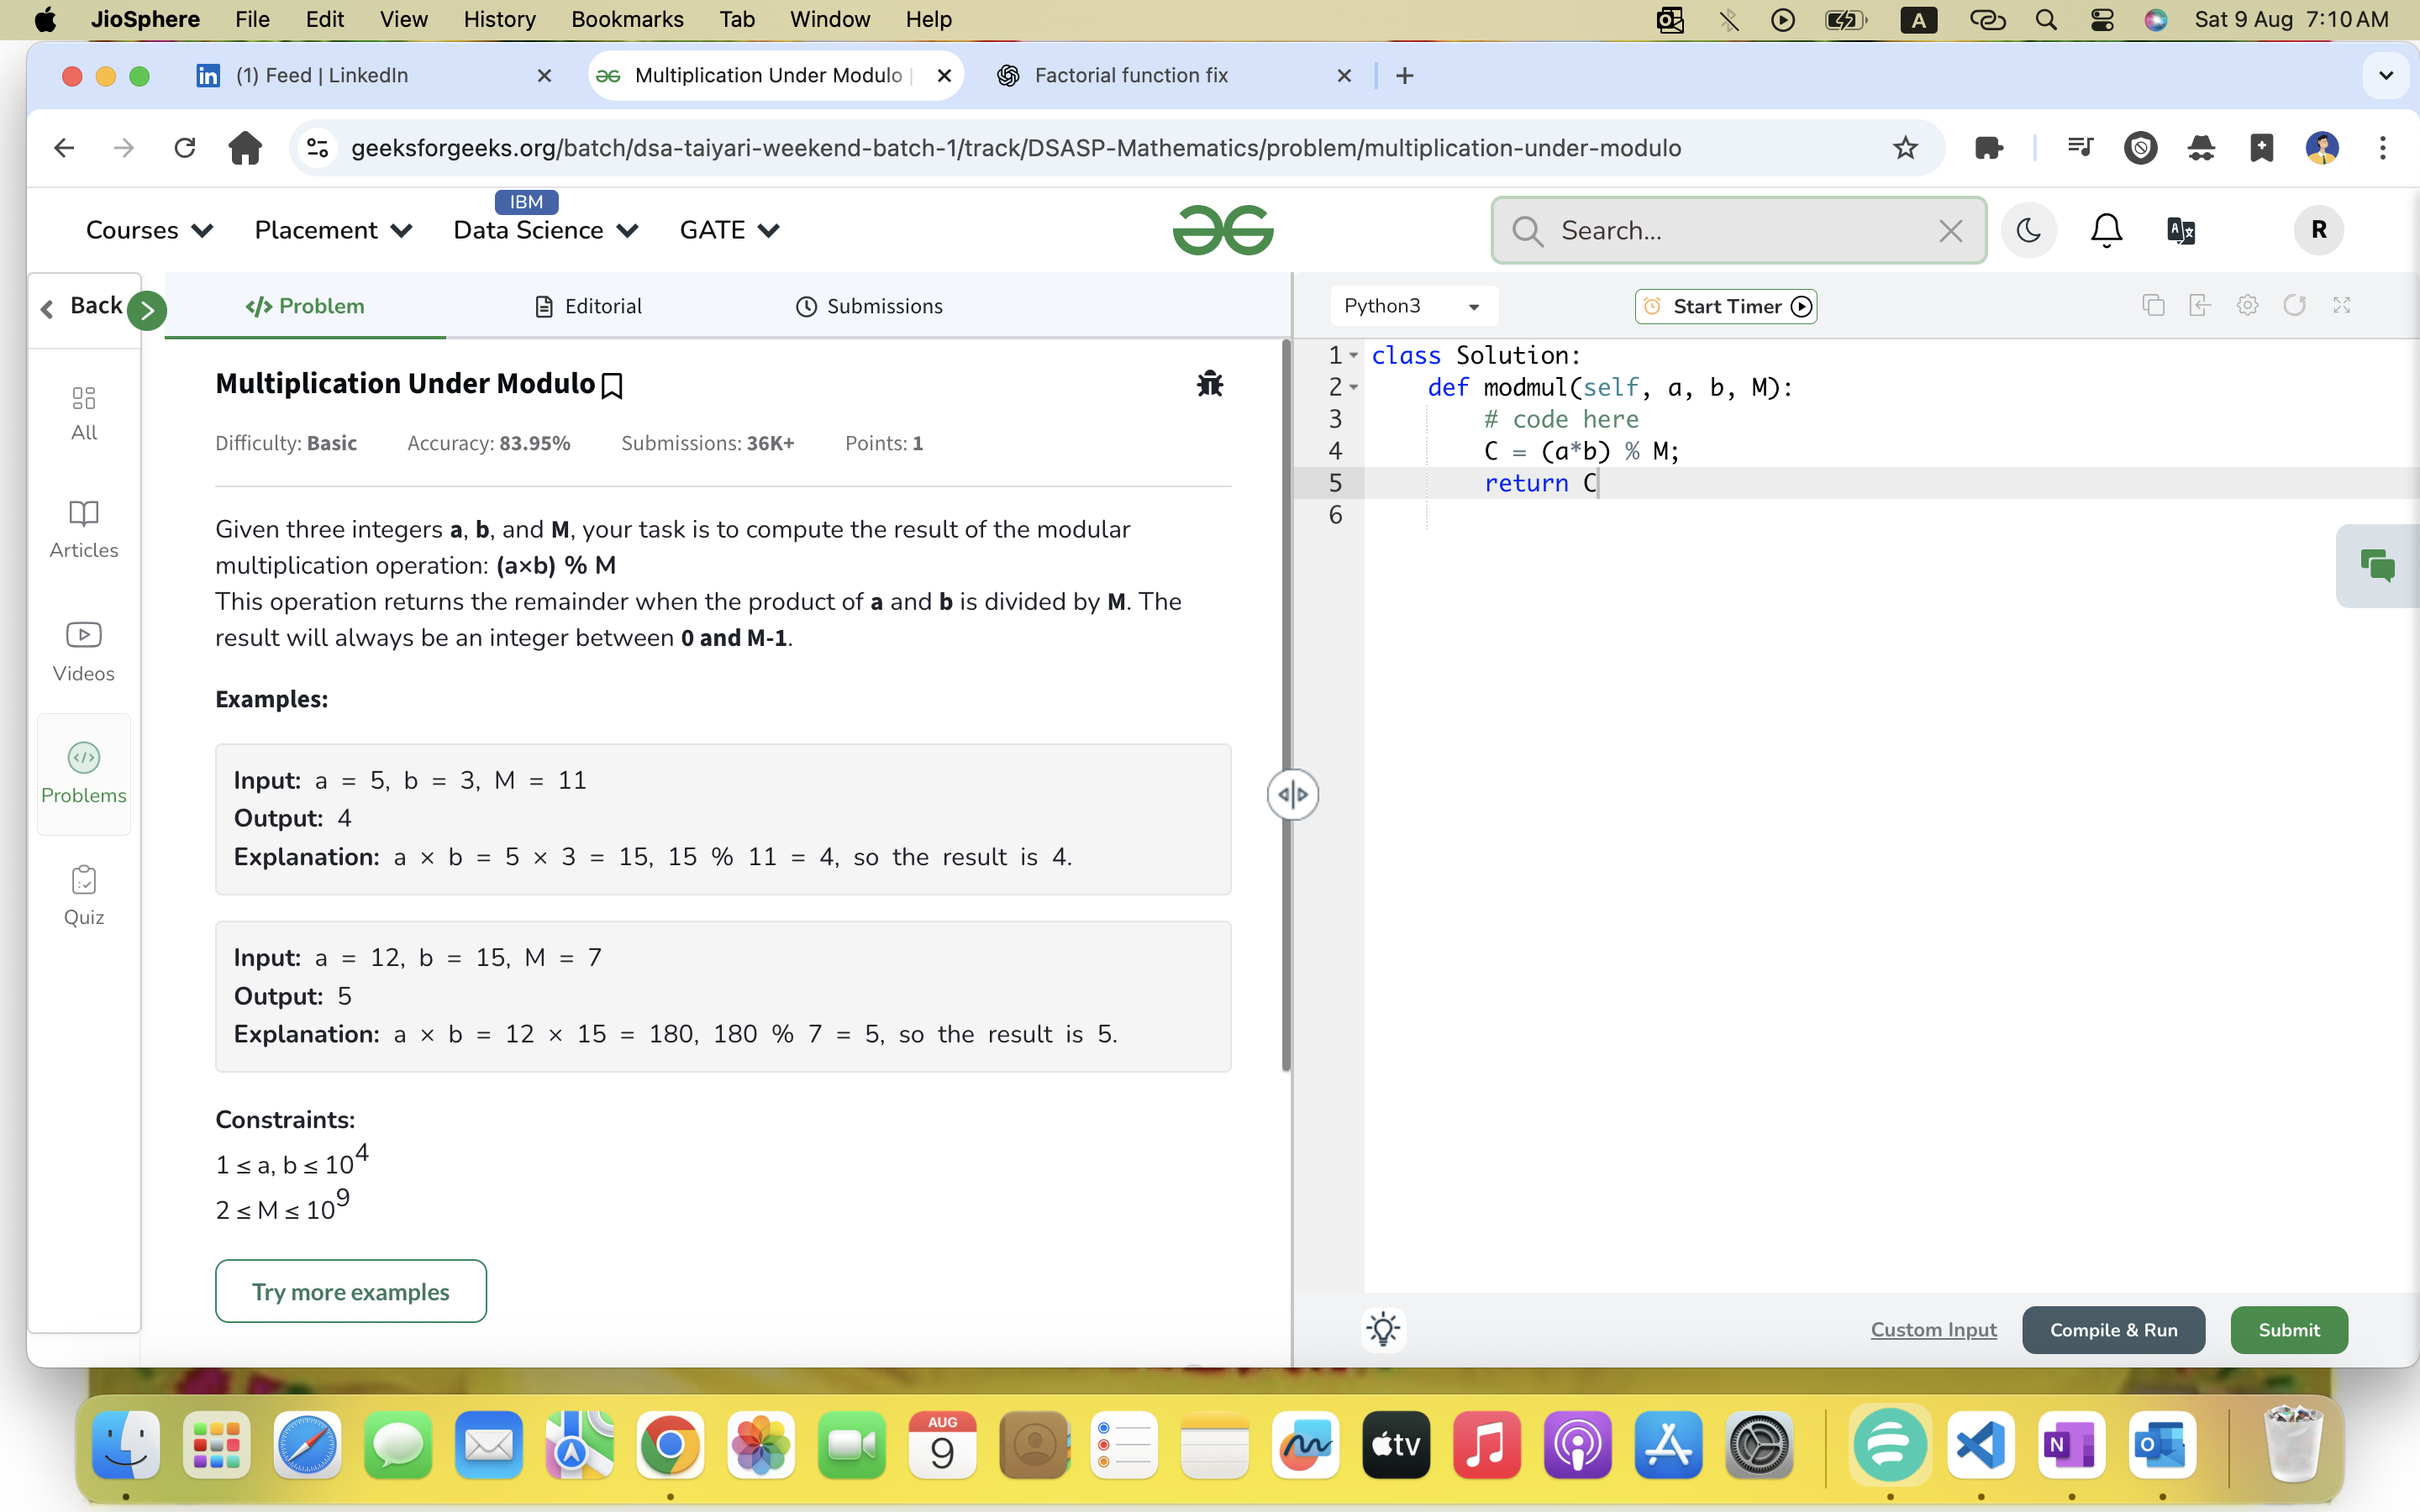 JioSphere File Edit View History Bookmarks Tab Window Help A Sat 9 Aug 7:10 AM
(1) Feed | LinkedIn
Multiplication Under Modulo |
Factorial function fix
geeksforgeeks.org/batch/dsa-taiyari-weekend-batch-1/track/DSASP-Mathematics/problem/multiplication-under-modulo
IBM
Courses Placement Data Science GATE
Search...
R
Back
All
Articles
Videos
Problems
Quiz
</> Problem Editorial Submissions
Multiplication Under Modulo
Difficulty: Basic Accuracy: 83.95% Submissions: 36K+ Points: 1
Given three integers a, b, and M, your task is to compute the result of the modular
multiplication operation: (a×b) % M
This operation returns the remainder when the product of a and b is divided by M. The
result will always be an integer between 0 and M-1.
Examples:
Input: a = 5, b = 3, M = 11
Output: 4
Explanation: a × b = 5 × 3 = 15, 15 % 11 = 4, so the result is 4.
Input: a = 12, b = 15, M = 7
Output: 5
Explanation: a × b = 12 × 15 = 180, 180 % 7 = 5, so the result is 5.
Constraints:
1 ≤ a, b ≤ 10^4
2 ≤ M ≤ 10^9
Try more examples
Python3
Start Timer
1 class Solution:
2     def modmul(self, a, b, M):
3         # code here
4         C = (a*b) % M;
5         return C
6
Custom Input
Compile & Run
Submit
AUG
9
tv
N
O